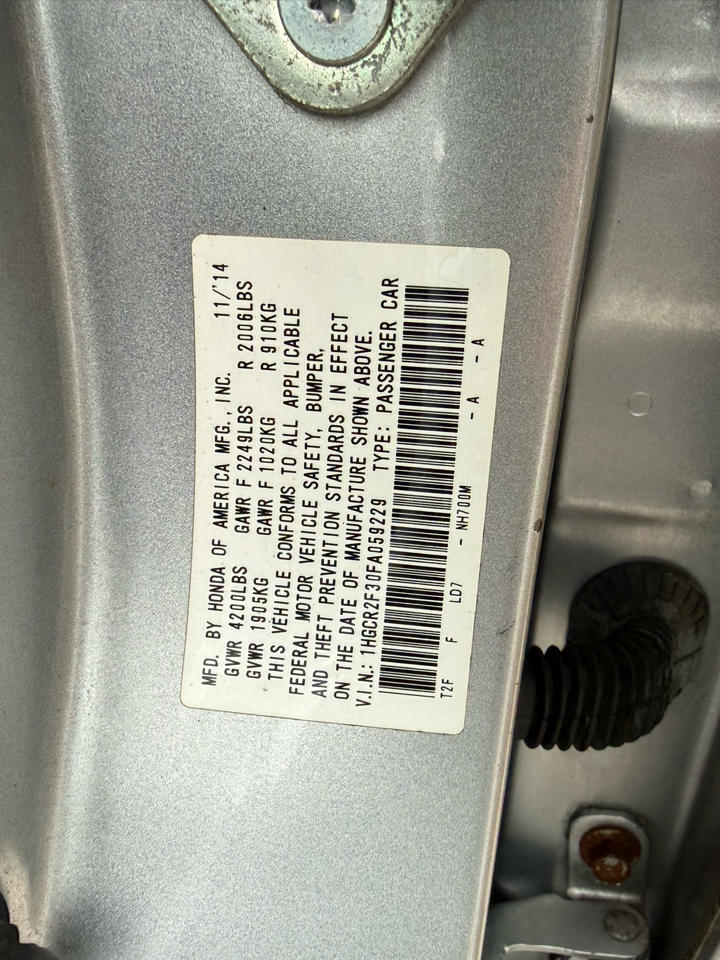 MFD. BY HONDA OF AMERICA MFG., INC. 11/'14
GVWR 4200LBS GAWR F 2249LBS R 2006LBS
GVWR 1905KG GAWR F 1020KG R 910KG
THIS VEHICLE CONFORMS TO ALL APPLICABLE
FEDERAL MOTOR VEHICLE SAFETY, BUMPER,
AND THEFT PREVENTION STANDARDS IN EFFECT
ON THE DATE OF MANUFACTURE SHOWN ABOVE.
V.I.N.: 1HGCR2F30FA059229 TYPE: PASSENGER CAR
T2F F LD7 - NH700M - A - A